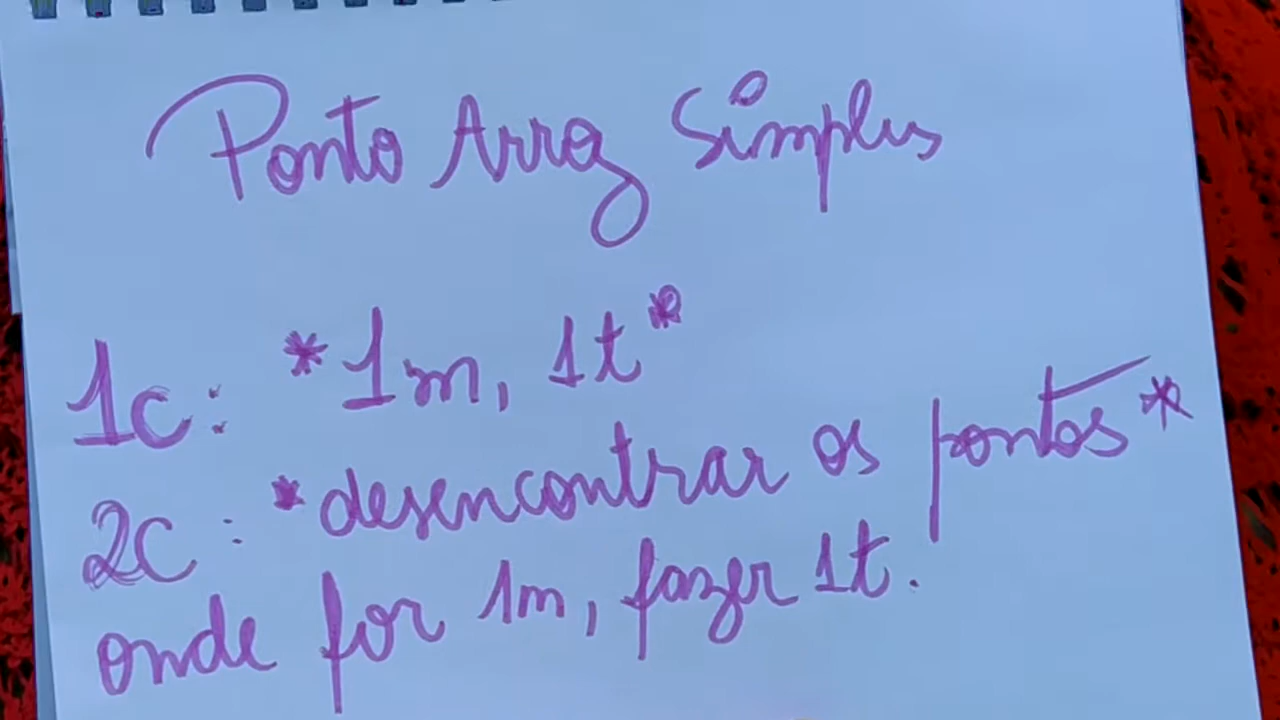 Ponto Arroz Simples
1c: *1m, 1t*
2c: *desencontrar os pontos*
onde for 1m, fazer 1t.